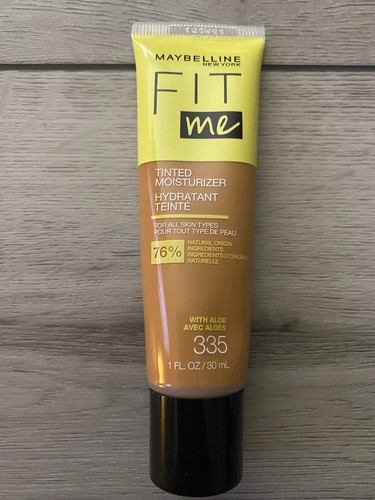 MAYBELLINE
NEW YORK
FIT
me
TINTED
MOISTURIZER
HYDRATANT
TEINTÉ
FOR ALL SKIN TYPES
POUR TOUT TYPE DE PEAU
76%
NATURAL ORIGIN
INGREDIENTS
INGREDIENTS D'ORIGINE
NATURELLE
WITH ALOE
AVEC ALOÈS
335
1 FL. OZ / 30 mL